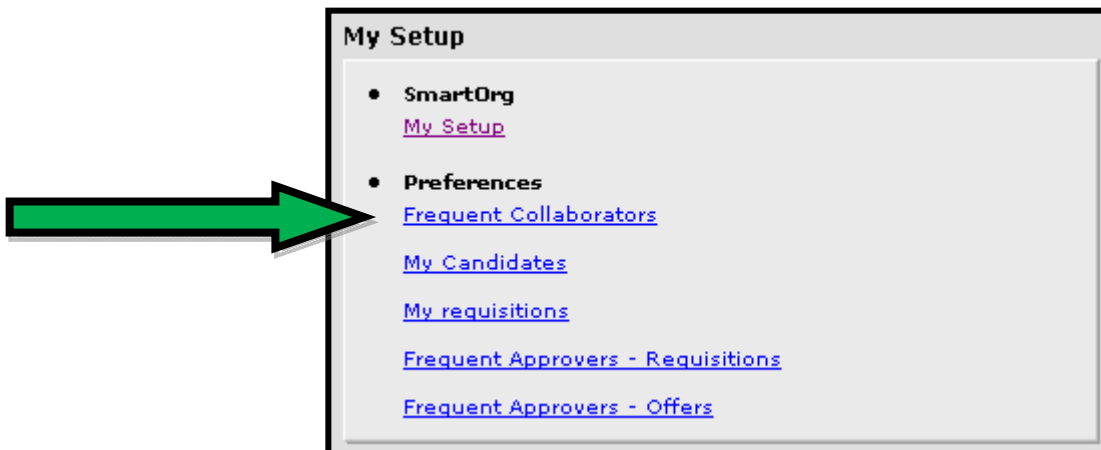 My Setup
SmartOrg
My Setup
Preferences
Frequent Collaborators
My Candidates
My requisitions
Frequent Approvers - Requisitions
Frequent Approvers - Offers